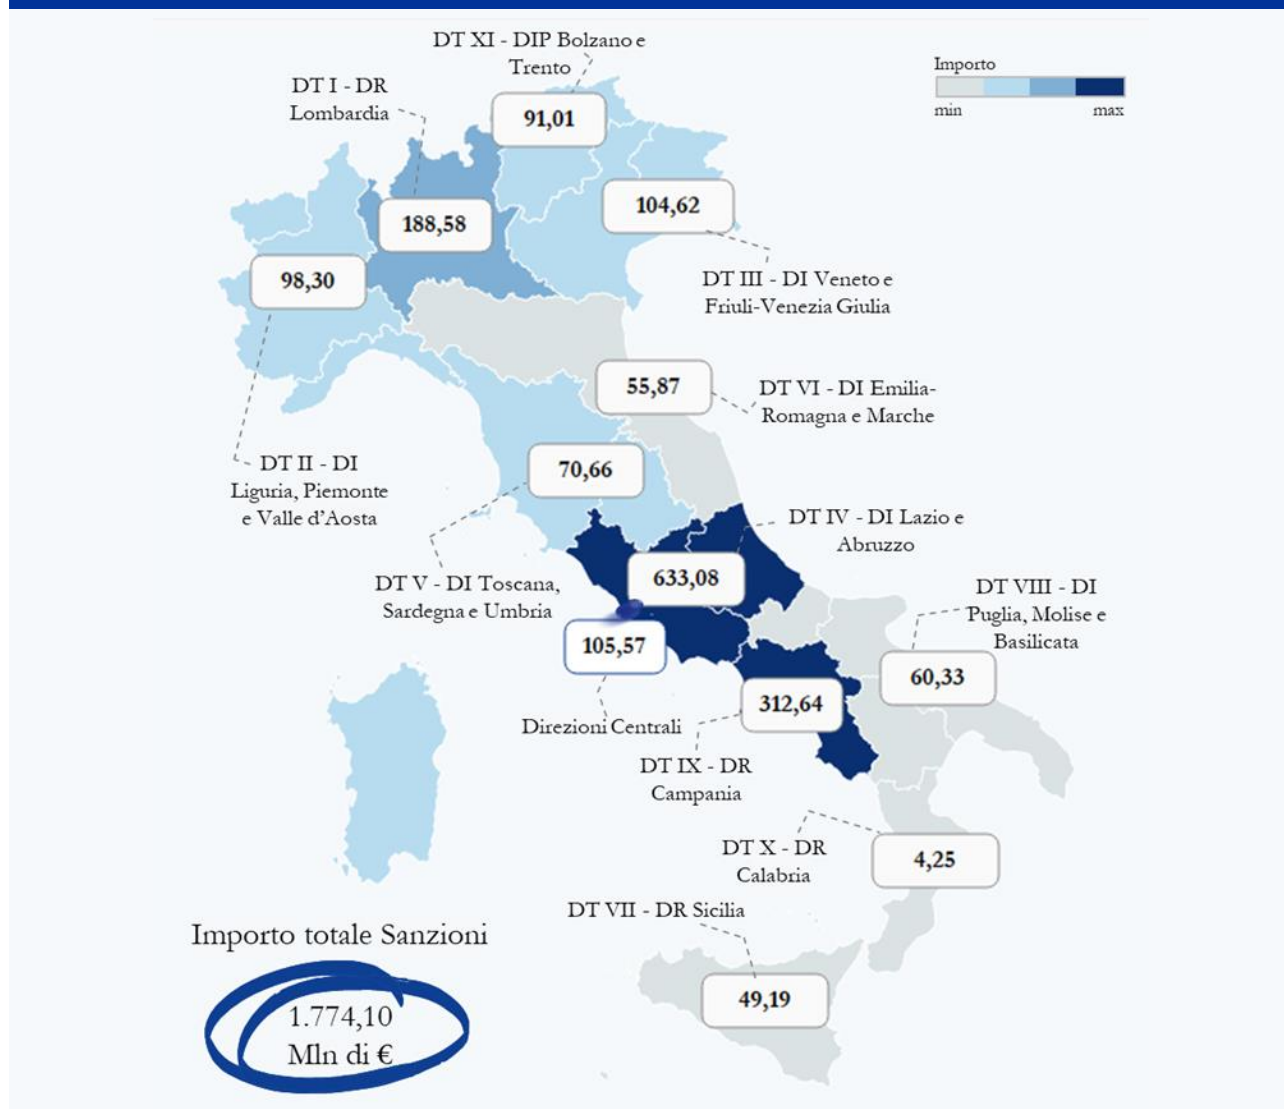 DT XI - DIP Bolzano e
Trento
91,01
Importo
min
max
DT I - DR
Lombardia
188,58
104,62
DT III - DI Veneto e
Friuli-Venezia Giulia
98,30
DT II - DI
Liguria, Piemonte
e Valle d’Aosta
55,87
DT VI - DI Emilia-
Romagna e Marche
70,66
DT V - DI Toscana,
Sardegna e Umbria
DT IV - DI Lazio e
Abruzzo
633,08
105,57
Direzioni Centrali
DT VIII - DI
Puglia, Molise e
Basilicata
60,33
312,64
DT IX - DR
Campania
DT X - DR
Calabria
4,25
DT VII - DR Sicilia
49,19
Importo totale Sanzioni
1.774,10
Mln di €